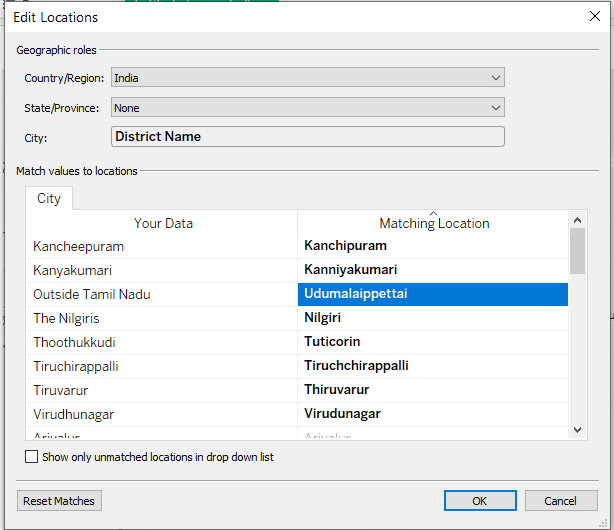 Edit Locations
Geographic roles
Country/Region: India
State/Province: None
City: District Name
Match values to locations
City
Your Data Matching Location
Kancheepuram Kanchipuram
Kanyakumari Kanniyakumari
Outside Tamil Nadu Udumalaippettai
The Nilgiris Nilgiri
Thoothukkudi Tuticorin
Tiruchirappalli Tiruchchirappalli
Tiruvarur Thiruvarur
Virudhunagar Virudunagar
Ariyalur Ariyalur
Show only unmatched locations in drop down list
Reset Matches OK Cancel